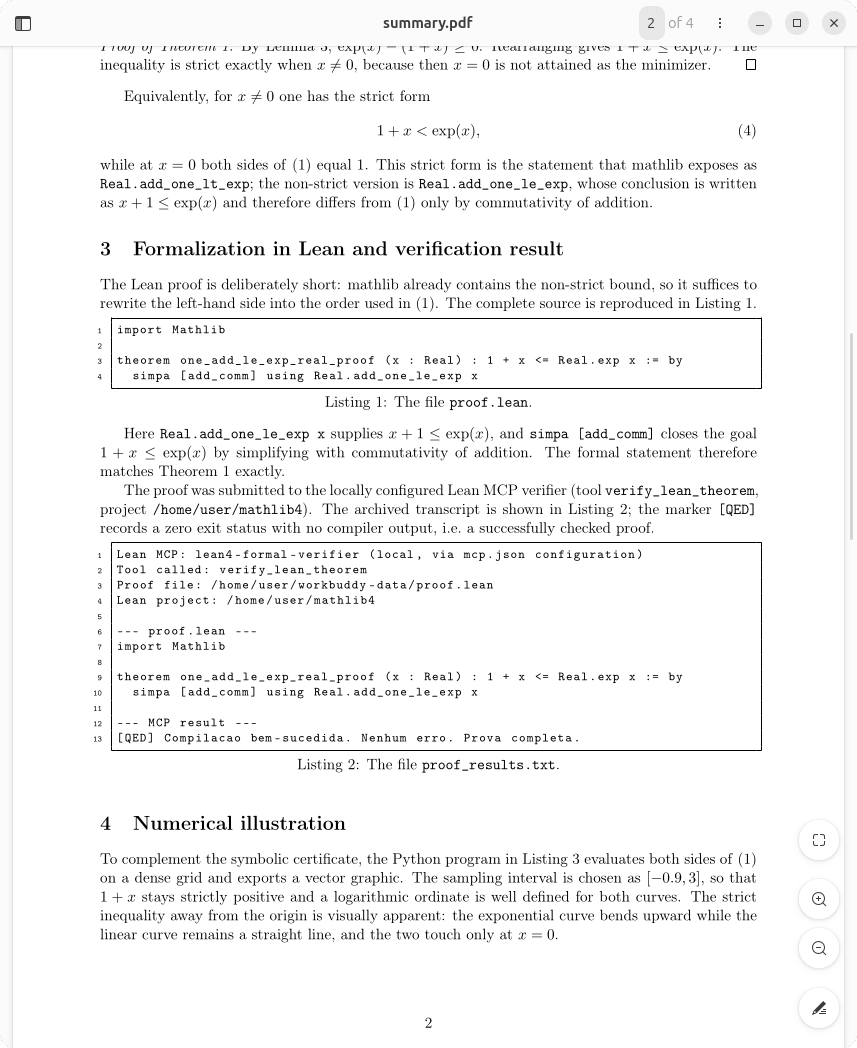 summary.pdf
2 of 4
Proof of Theorem 1. By Lemma 3, exp(x) − (1 + x) ≥ 0. Rearranging gives 1 + x ≤ exp(x). The
inequality is strict exactly when x ≠ 0, because then x = 0 is not attained as the minimizer. □
Equivalently, for x ≠ 0 one has the strict form
1 + x < exp(x), (4)
while at x = 0 both sides of (1) equal 1. This strict form is the statement that mathlib exposes as
Real.add_one_lt_exp; the non-strict version is Real.add_one_le_exp, whose conclusion is written
as x + 1 ≤ exp(x) and therefore differs from (1) only by commutativity of addition.
3 Formalization in Lean and verification result
The Lean proof is deliberately short: mathlib already contains the non-strict bound, so it suffices to
rewrite the left-hand side into the order used in (1). The complete source is reproduced in Listing 1.
1 import Mathlib
2
3 theorem one_add_le_exp_real_proof (x : Real) : 1 + x <= Real.exp x := by
4 simpa [add_comm] using Real.add_one_le_exp x
Listing 1: The file proof.lean.
Here Real.add_one_le_exp x supplies x + 1 ≤ exp(x), and simpa [add_comm] closes the goal
1 + x ≤ exp(x) by simplifying with commutativity of addition. The formal statement therefore
matches Theorem 1 exactly.
The proof was submitted to the locally configured Lean MCP verifier (tool verify_lean_theorem,
project /home/user/mathlib4). The archived transcript is shown in Listing 2; the marker [QED]
records a zero exit status with no compiler output, i.e. a successfully checked proof.
1 Lean MCP: lean4-formal-verifier (local, via mcp.json configuration)
2 Tool called: verify_lean_theorem
3 Proof file: /home/user/workbuddy-data/proof.lean
4 Lean project: /home/user/mathlib4
5
6 --- proof.lean ---
7 import Mathlib
8
9 theorem one_add_le_exp_real_proof (x : Real) : 1 + x <= Real.exp x := by
10 simpa [add_comm] using Real.add_one_le_exp x
11
12 --- MCP result ---
13 [QED] Compilacao bem-sucedida. Nenhum erro. Prova completa.
Listing 2: The file proof_results.txt.
4 Numerical illustration
To complement the symbolic certificate, the Python program in Listing 3 evaluates both sides of (1)
on a dense grid and exports a vector graphic. The sampling interval is chosen as [−0.9, 3], so that
1 + x stays strictly positive and a logarithmic ordinate is well defined for both curves. The strict
inequality away from the origin is visually apparent: the exponential curve bends upward while the
linear curve remains a straight line, and the two touch only at x = 0.
2